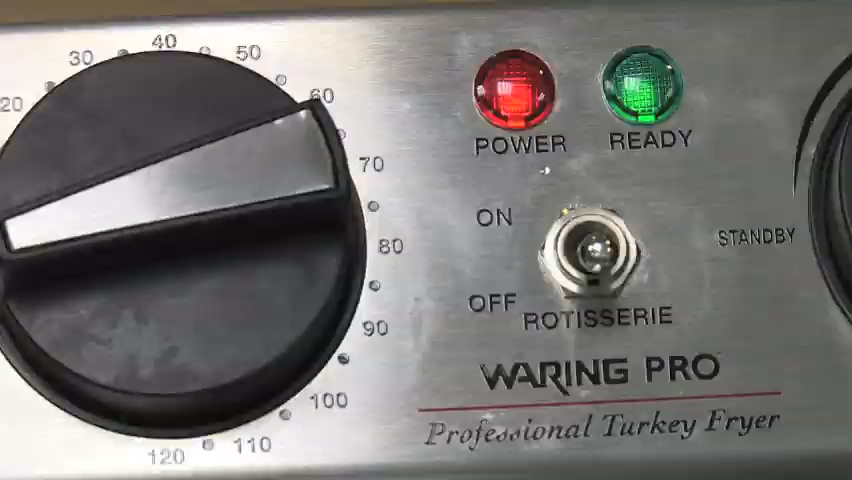 20
30
40
50
60
70
80
90
100
110
120
POWER
READY
ON
OFF
ROTISSERIE
STANDBY
WARING PRO
Professional Turkey Fryer